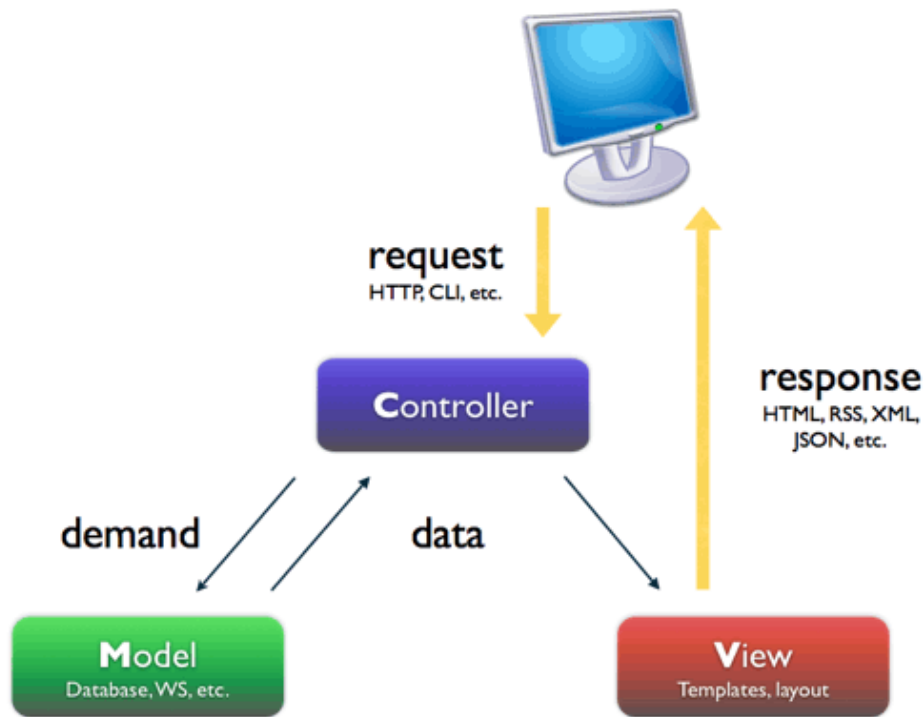 request
HTTP, CLI, etc.
Controller
response
HTML, RSS, XML,
JSON, etc.
demand
data
Model
Database, WS, etc.
View
Templates, layout